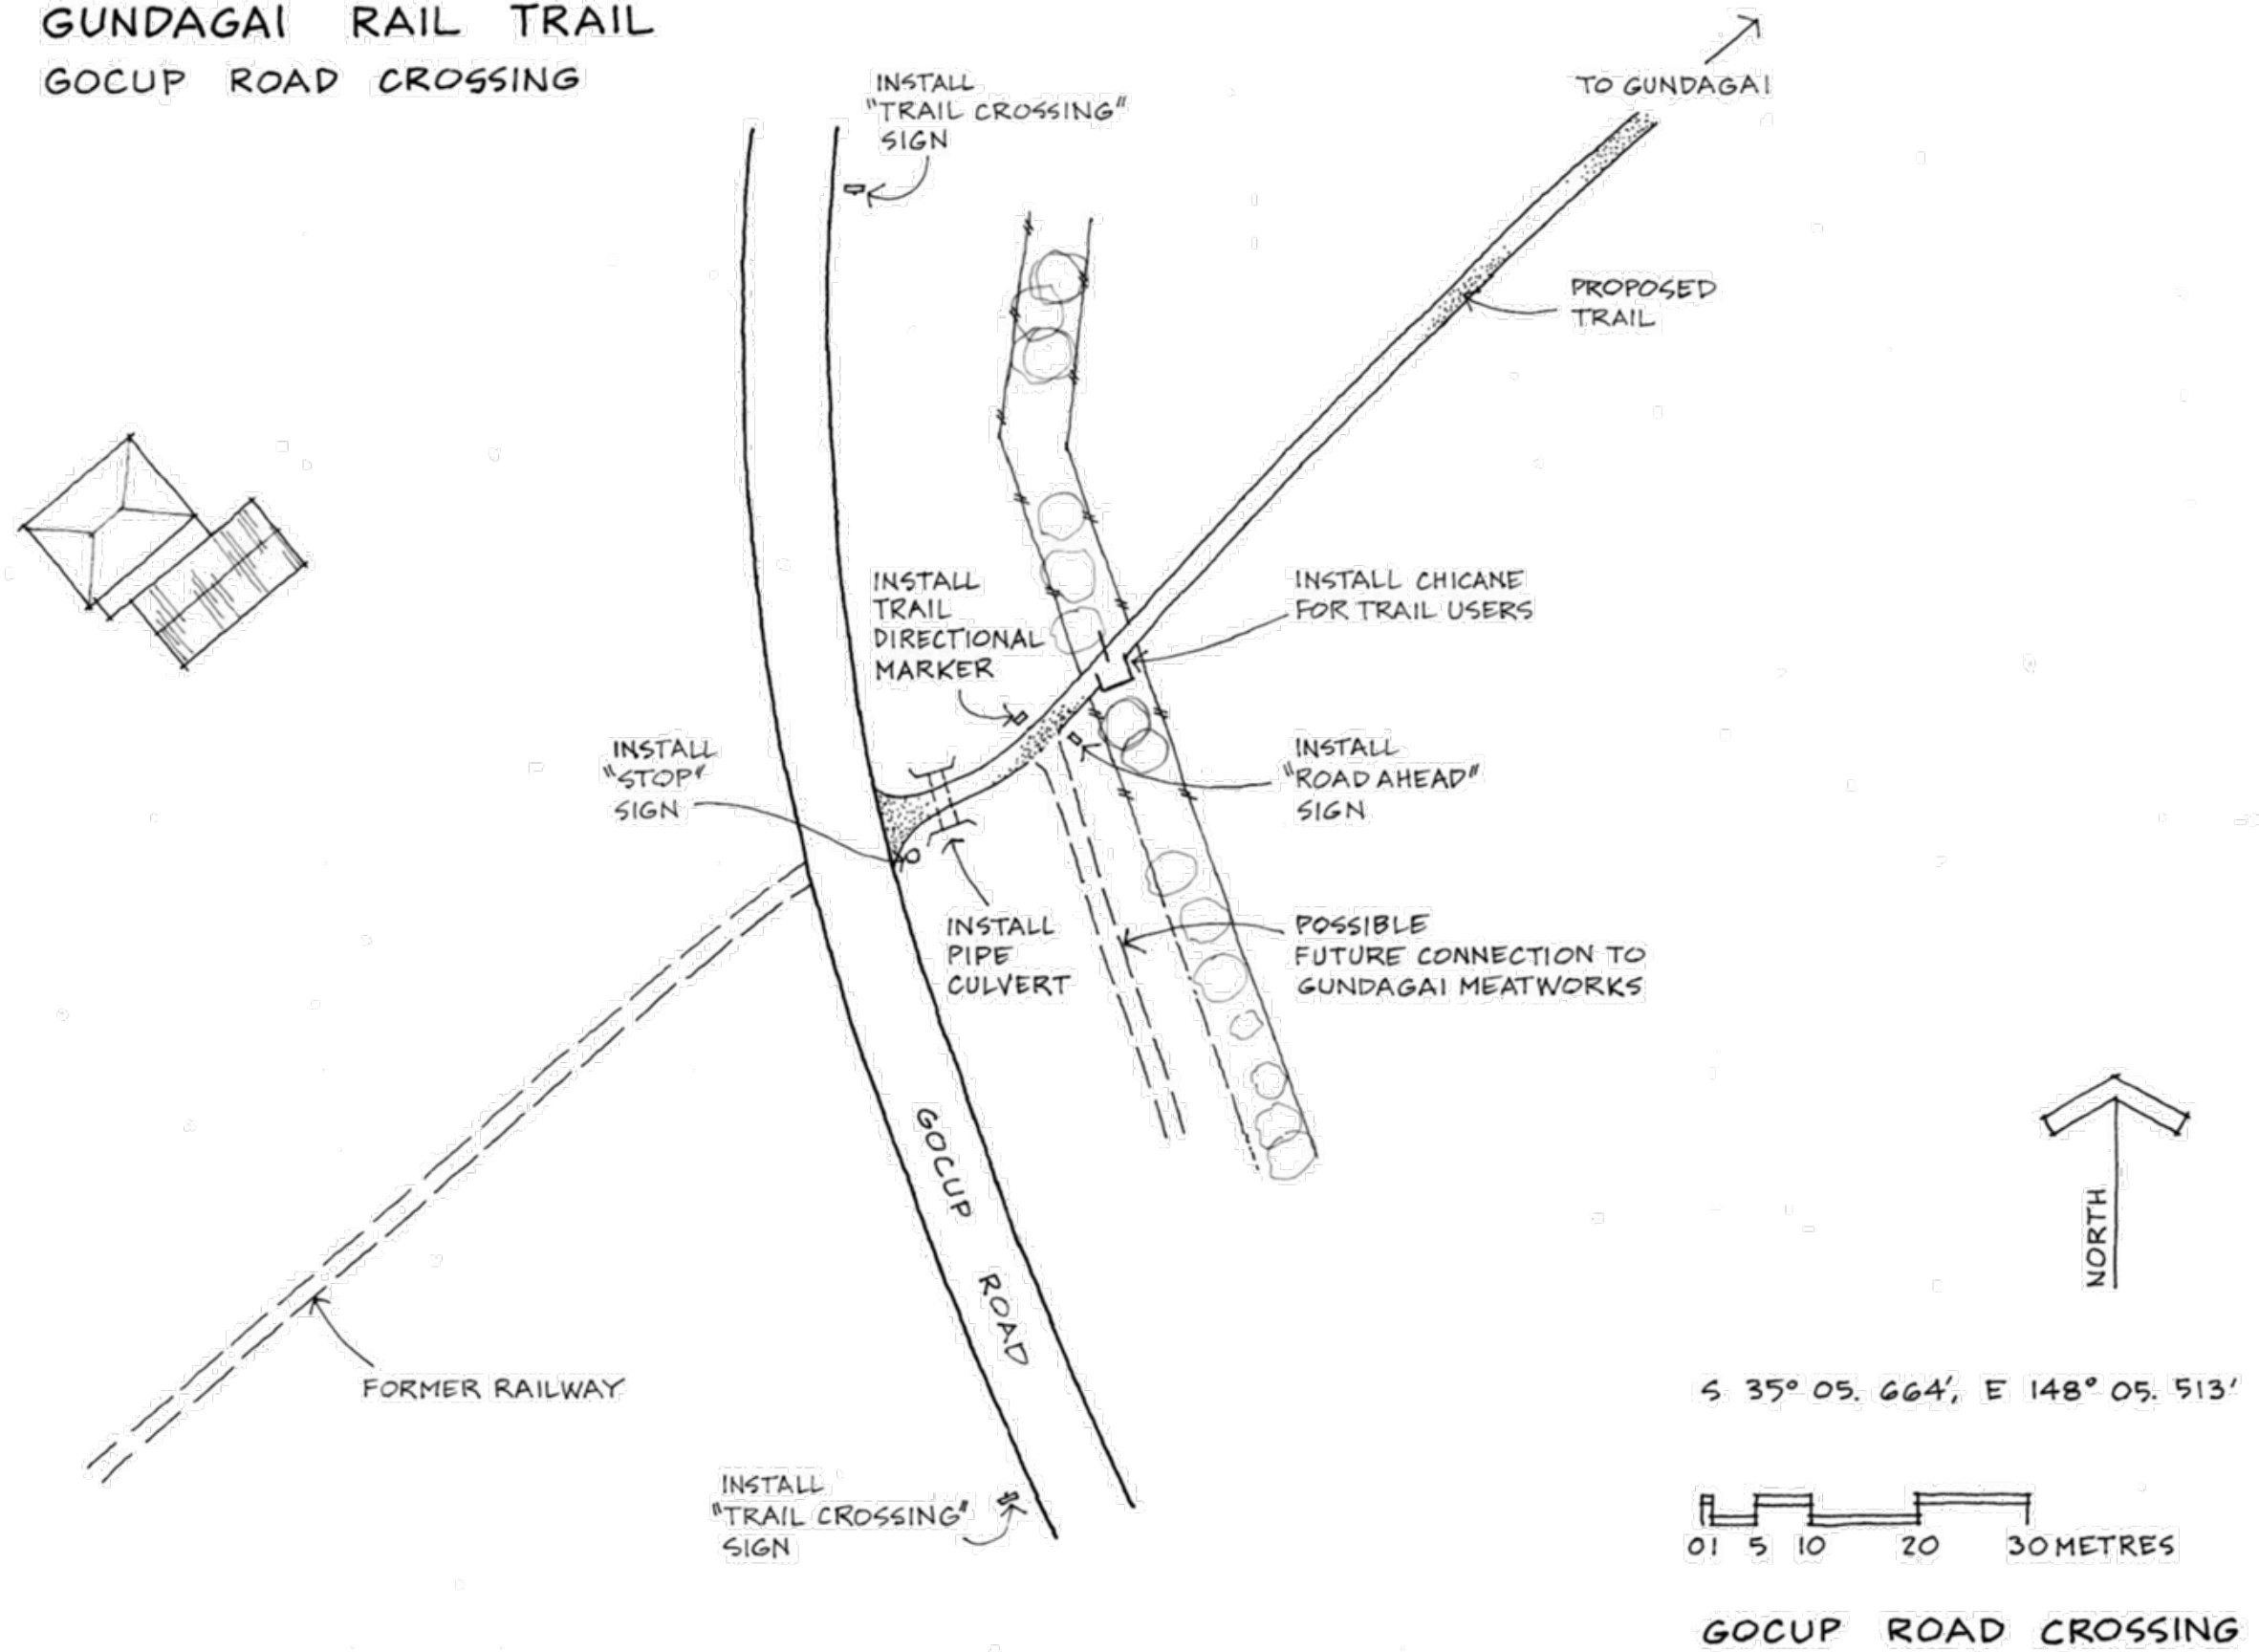 GUNDAGAI RAIL TRAIL
GOCUP ROAD CROSSING
INSTALL
"TRAIL CROSSING"
SIGN
TO GUNDAGAI
PROPOSED
TRAIL
INSTALL
TRAIL
DIRECTIONAL
MARKER
INSTALL CHICANE
FOR TRAIL USERS
INSTALL
"STOP"
SIGN
INSTALL
"ROAD AHEAD"
SIGN
INSTALL
PIPE
CULVERT
POSSIBLE
FUTURE CONNECTION TO
GUNDAGAI MEATWORKS
GOCUP ROAD
FORMER RAILWAY
NORTH
S 35° 05. 664', E 148° 05. 513'
INSTALL
"TRAIL CROSSING"
SIGN
0 1 5 10 20 30 METRES
GOCUP ROAD CROSSING